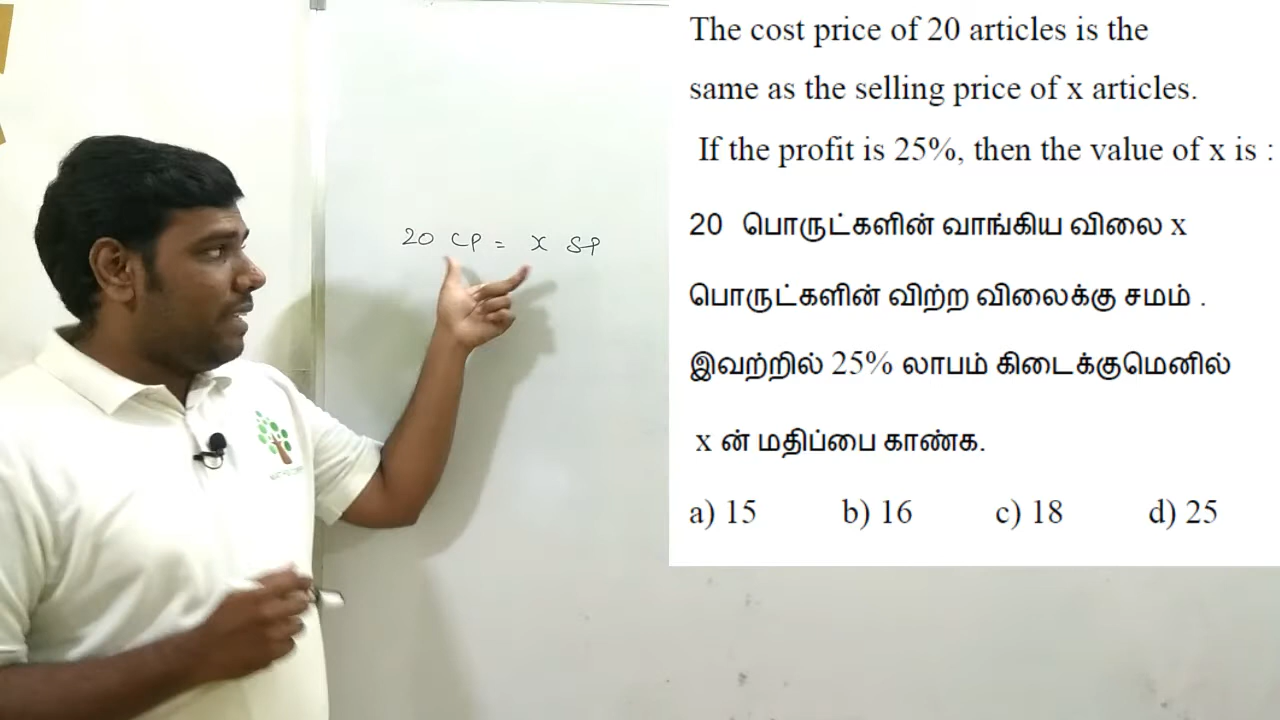 20 CP = x SP
The cost price of 20 articles is the
same as the selling price of x articles.
If the profit is 25%, then the value of x is :
20 பொருட்களின் வாங்கிய விலை x
பொருட்களின் விற்ற விலைக்கு சமம் .
இவற்றில் 25% லாபம் கிடைக்குமெனில்
x ன் மதிப்பை காண்க.
a) 15 b) 16 c) 18 d) 25